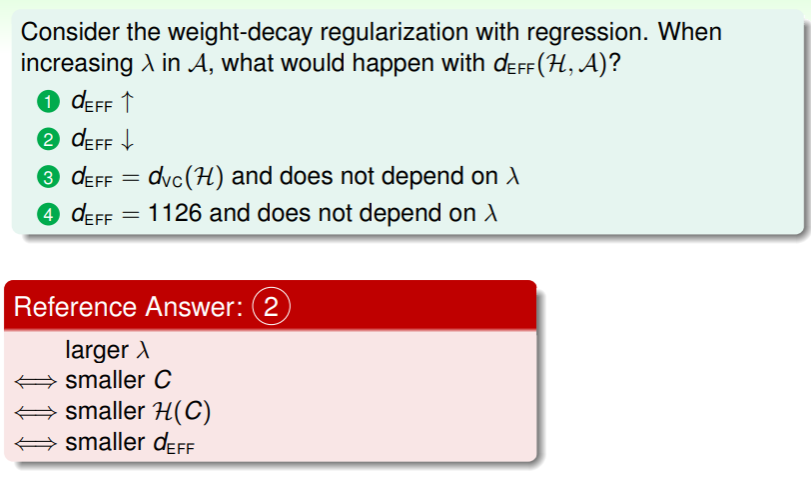 Consider the weight-decay regularization with regression. When
increasing λ in 𝒜, what would happen with d_EFF(ℋ, 𝒜)?
1 d_EFF ↑
2 d_EFF ↓
3 d_EFF = d_VC(ℋ) and does not depend on λ
4 d_EFF = 1126 and does not depend on λ
Reference Answer: ②
larger λ
⟺ smaller C
⟺ smaller ℋ(C)
⟺ smaller d_EFF